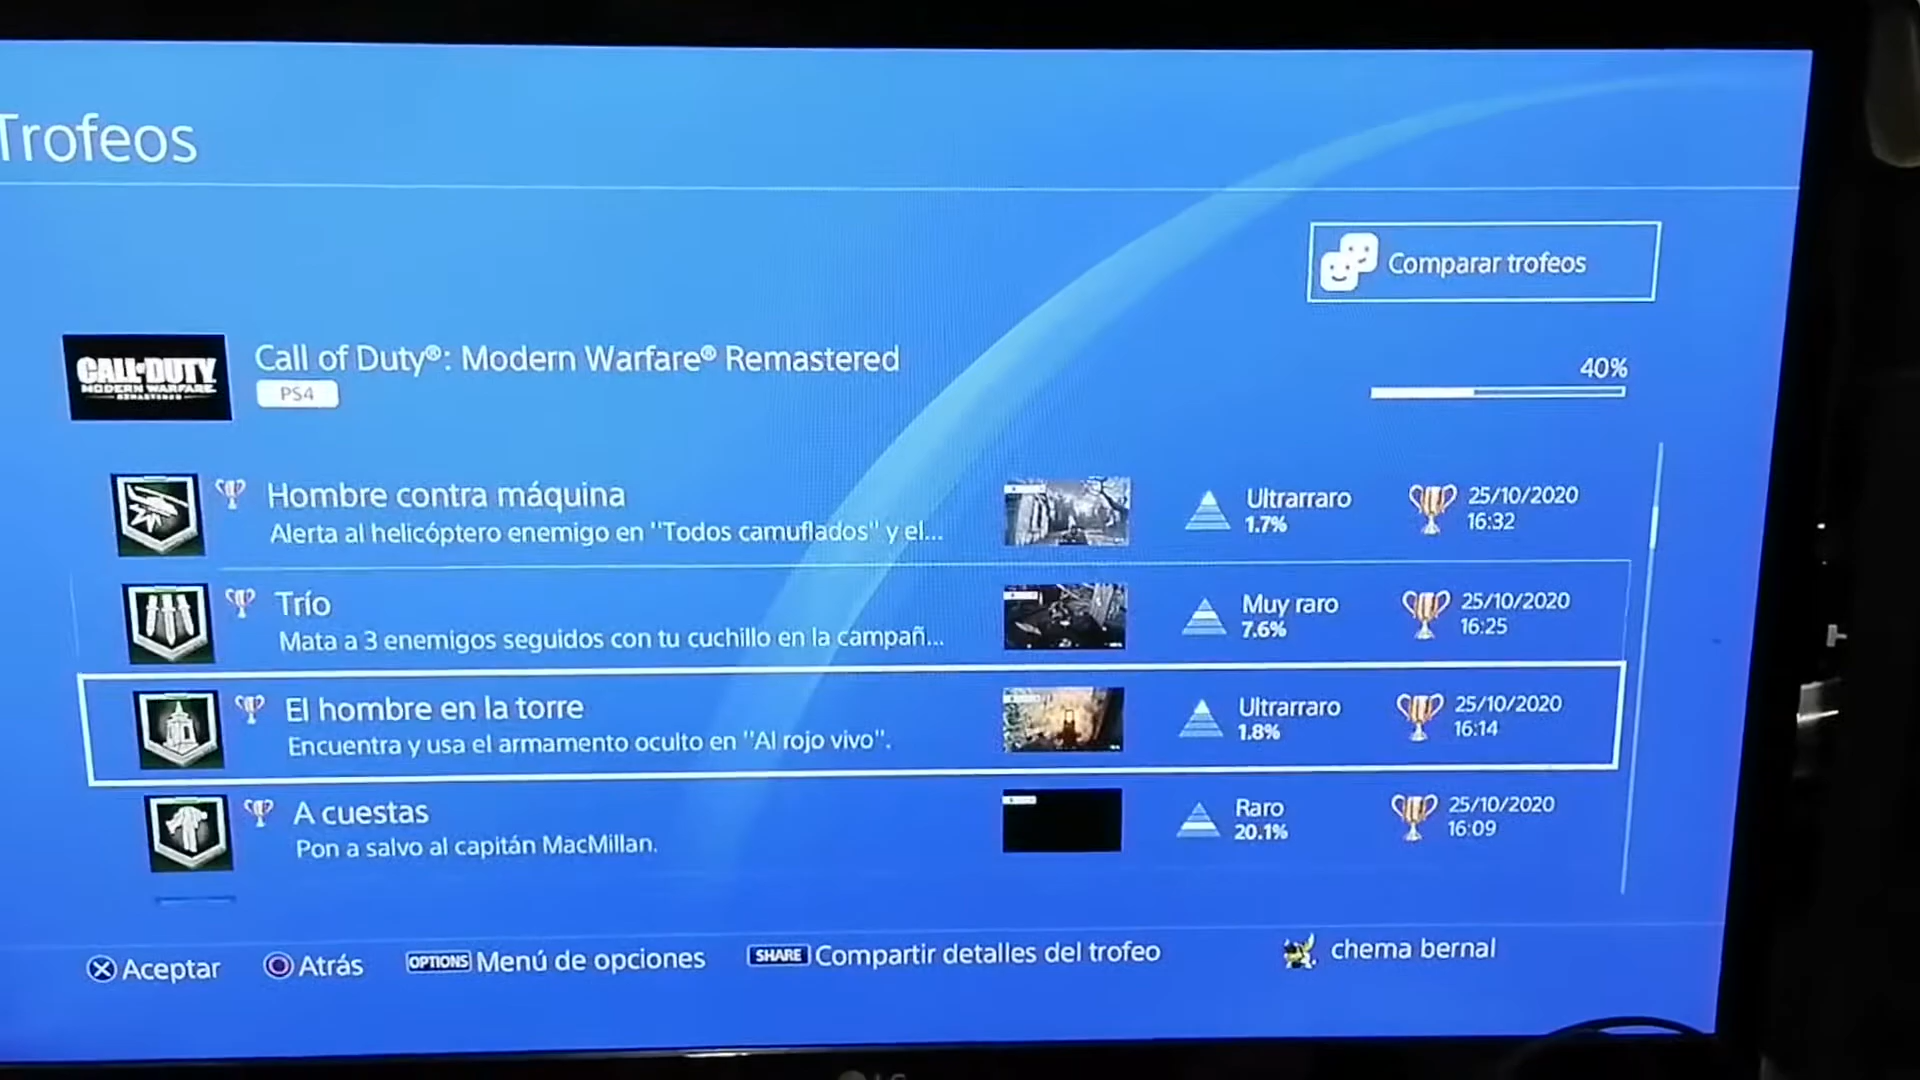 Trofeos
Comparar trofeos
CALL OF DUTY
MODERN WARFARE
REMASTERED
Call of Duty®: Modern Warfare® Remastered
PS4
40%
Hombre contra máquina
Alerta al helicóptero enemigo en "Todos camuflados" y el...
Ultrarraro
1.7%
25/10/2020
16:32
Trío
Mata a 3 enemigos seguidos con tu cuchillo en la campañ...
Muy raro
7.6%
25/10/2020
16:25
El hombre en la torre
Encuentra y usa el armamento oculto en "Al rojo vivo".
Ultrarraro
1.8%
25/10/2020
16:14
A cuestas
Pon a salvo al capitán MacMillan.
Raro
20.1%
25/10/2020
16:09
Aceptar
Atrás
OPTIONS Menú de opciones
SHARE Compartir detalles del trofeo
chema bernal
LG